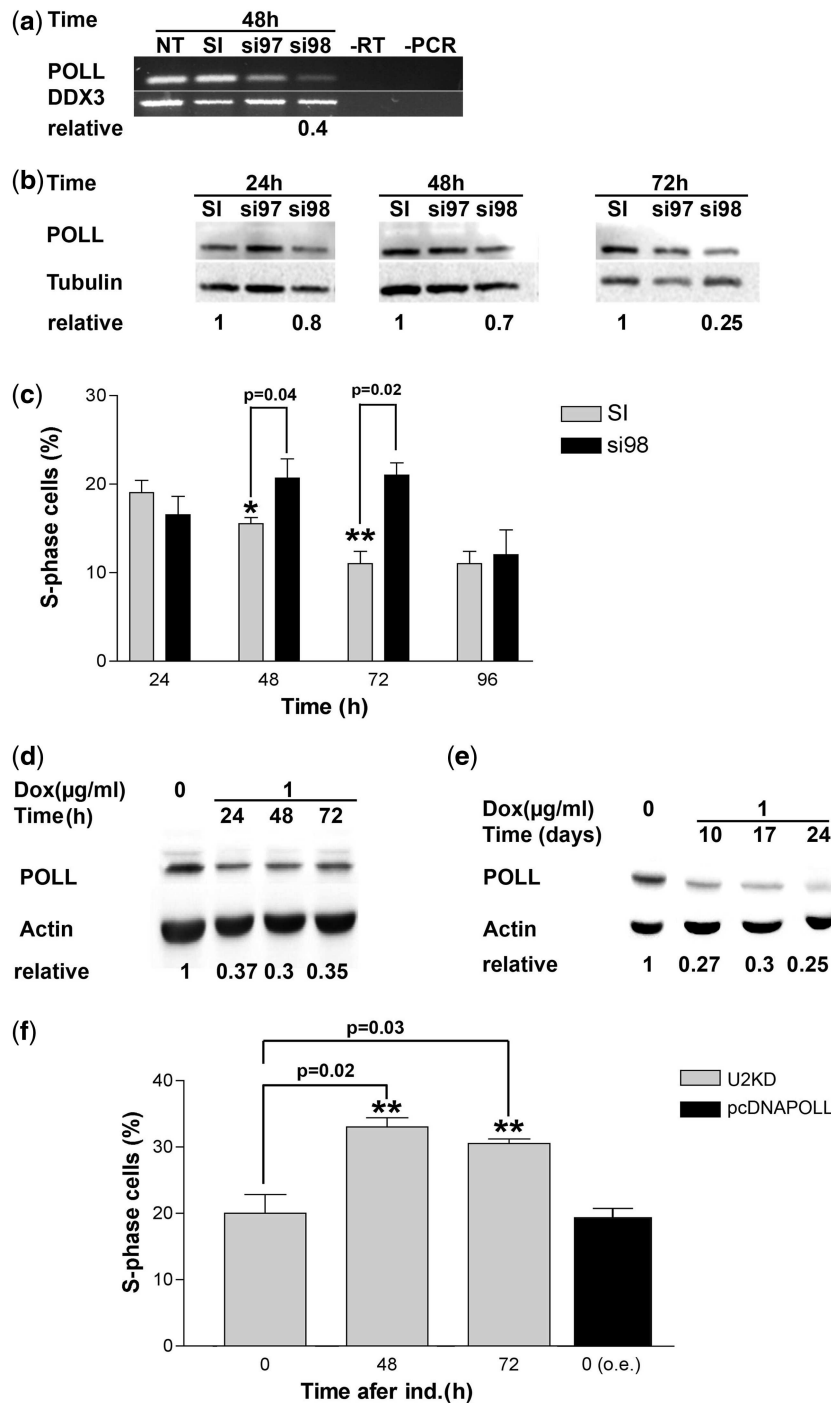 (a) Time 48h
NT SI si97 si98 -RT -PCR
POLL
DDX3
relative 0.4
(b) Time 24h 48h 72h
SI si97 si98 SI si97 si98 SI si97 si98
POLL
Tubulin
relative 1 0.8 1 0.7 1 0.25
(c)
S-phase cells (%)
30
20
10
0
p=0.04
p=0.02
*
**
SI
si98
24 48 72 96
Time (h)
(d)
Dox(µg/ml) 0 1
Time(h) 24 48 72
POLL
Actin
relative 1 0.37 0.3 0.35
(e)
Dox(µg/ml) 0 1
Time (days) 10 17 24
POLL
Actin
relative 1 0.27 0.3 0.25
(f)
S-phase cells (%)
40
30
20
10
0
p=0.03
p=0.02
**
**
U2KD
pcDNAPOLL
0 48 72 0 (o.e.)
Time afer ind.(h)